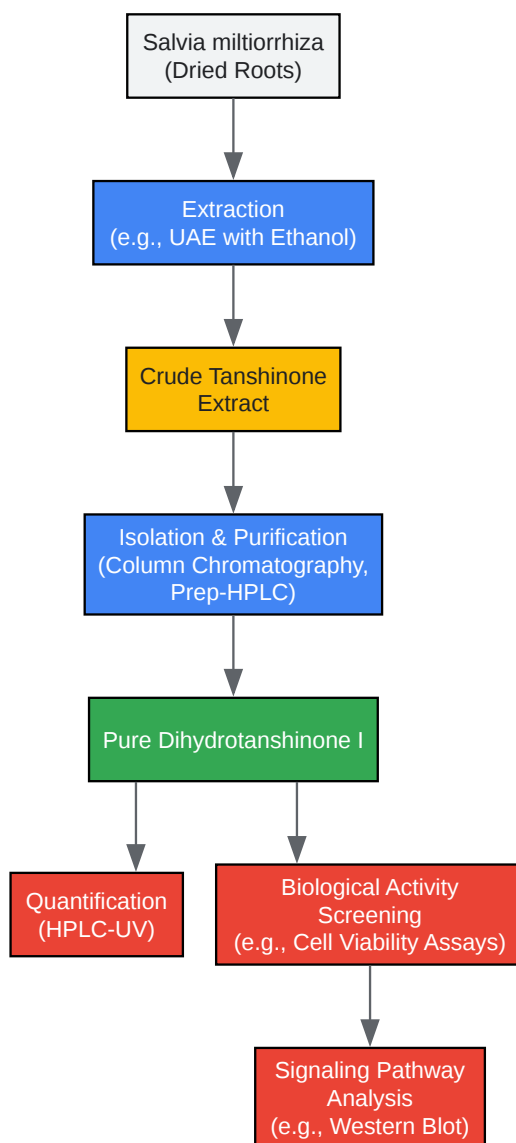 Salvia miltiorrhiza
(Dried Roots)
Extraction
(e.g., UAE with Ethanol)
Crude Tanshinone
Extract
Isolation & Purification
(Column Chromatography,
Prep-HPLC)
Pure Dihydrotanshinone I
Quantification
(HPLC-UV)
Biological Activity
Screening
(e.g., Cell Viability Assays)
Signaling Pathway
Analysis
(e.g., Western Blot)